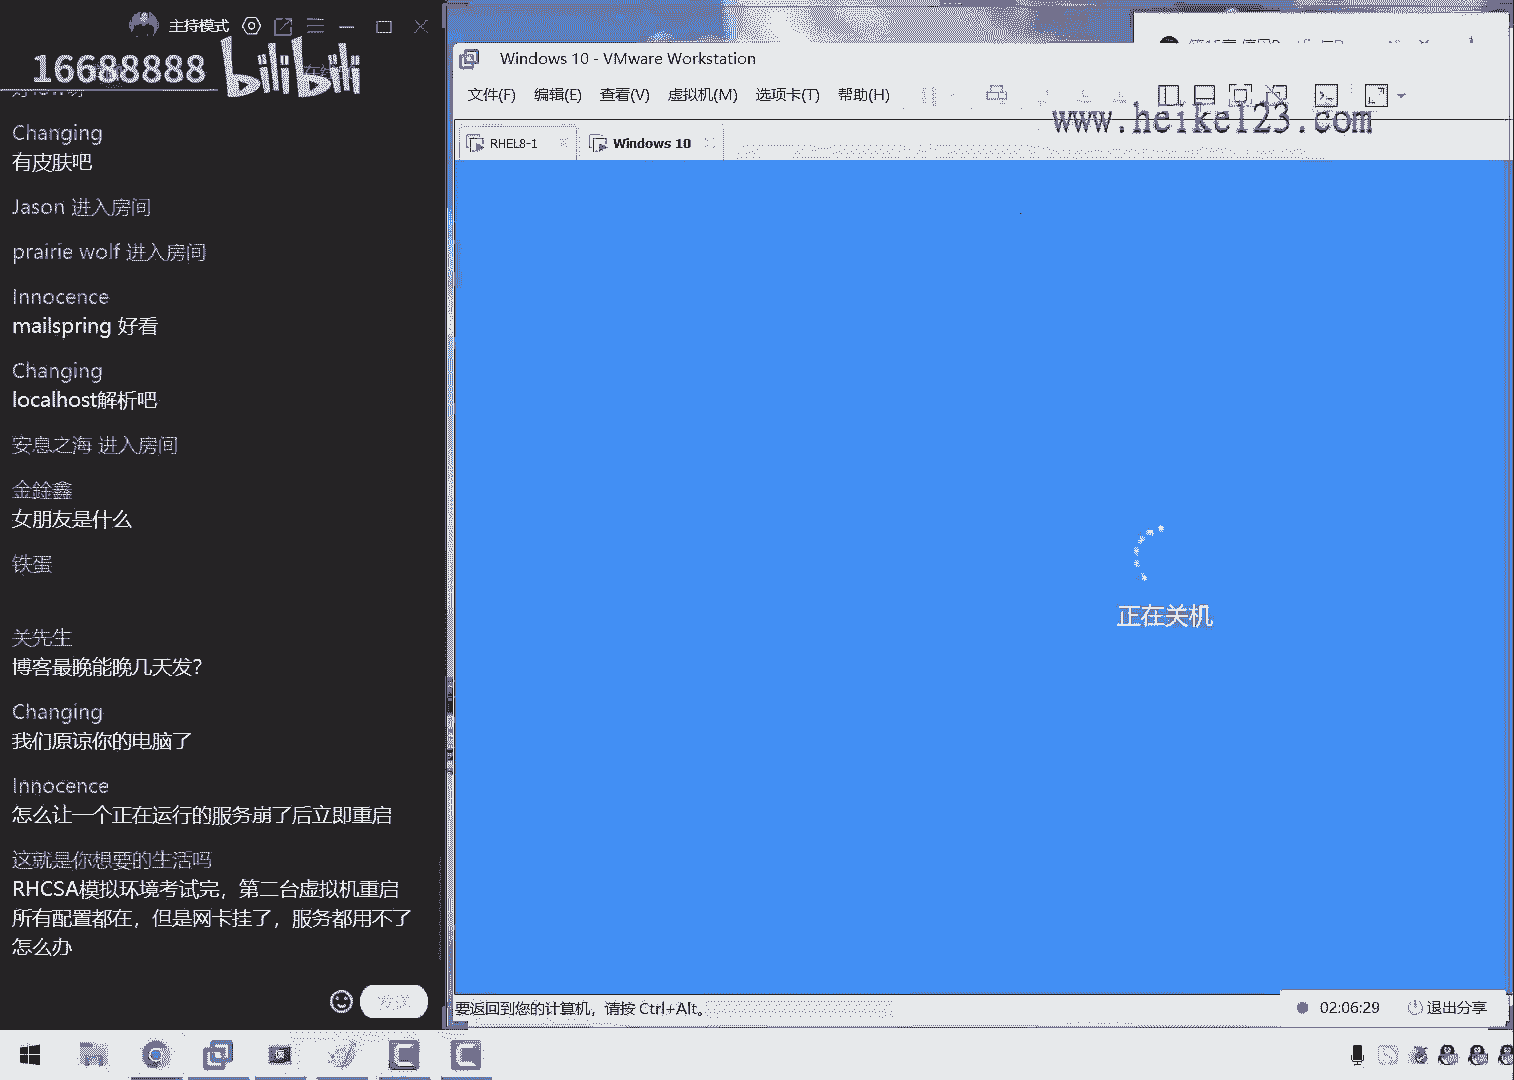 主持模式
16688888
bilibili
Changing
有皮肤吧
Jason 进入房间
prairie wolf 进入房间
Innocence
mailspring 好看
Changing
localhost解析吧
安息之海 进入房间
金銓鑫
女朋友是什么
铁蛋
关先生
博客最晚能晚几天发?
Changing
我们原谅你的电脑了
Innocence
怎么让一个正在运行的服务崩了后立即重启
这就是你想要的生活吗
RHCSA模拟环境考试完，第二台虚拟机重启
所有配置都在，但是网卡挂了，服务都用不了
怎么办
发送
Windows 10 - VMware Workstation
文件(F) 编辑(E) 查看(V) 虚拟机(M) 选项卡(T) 帮助(H)
www.heike123.com
RHEL8-1
Windows 10
正在关机
要返回到您的计算机，请按 Ctrl+Alt。
02:06:29
退出分享